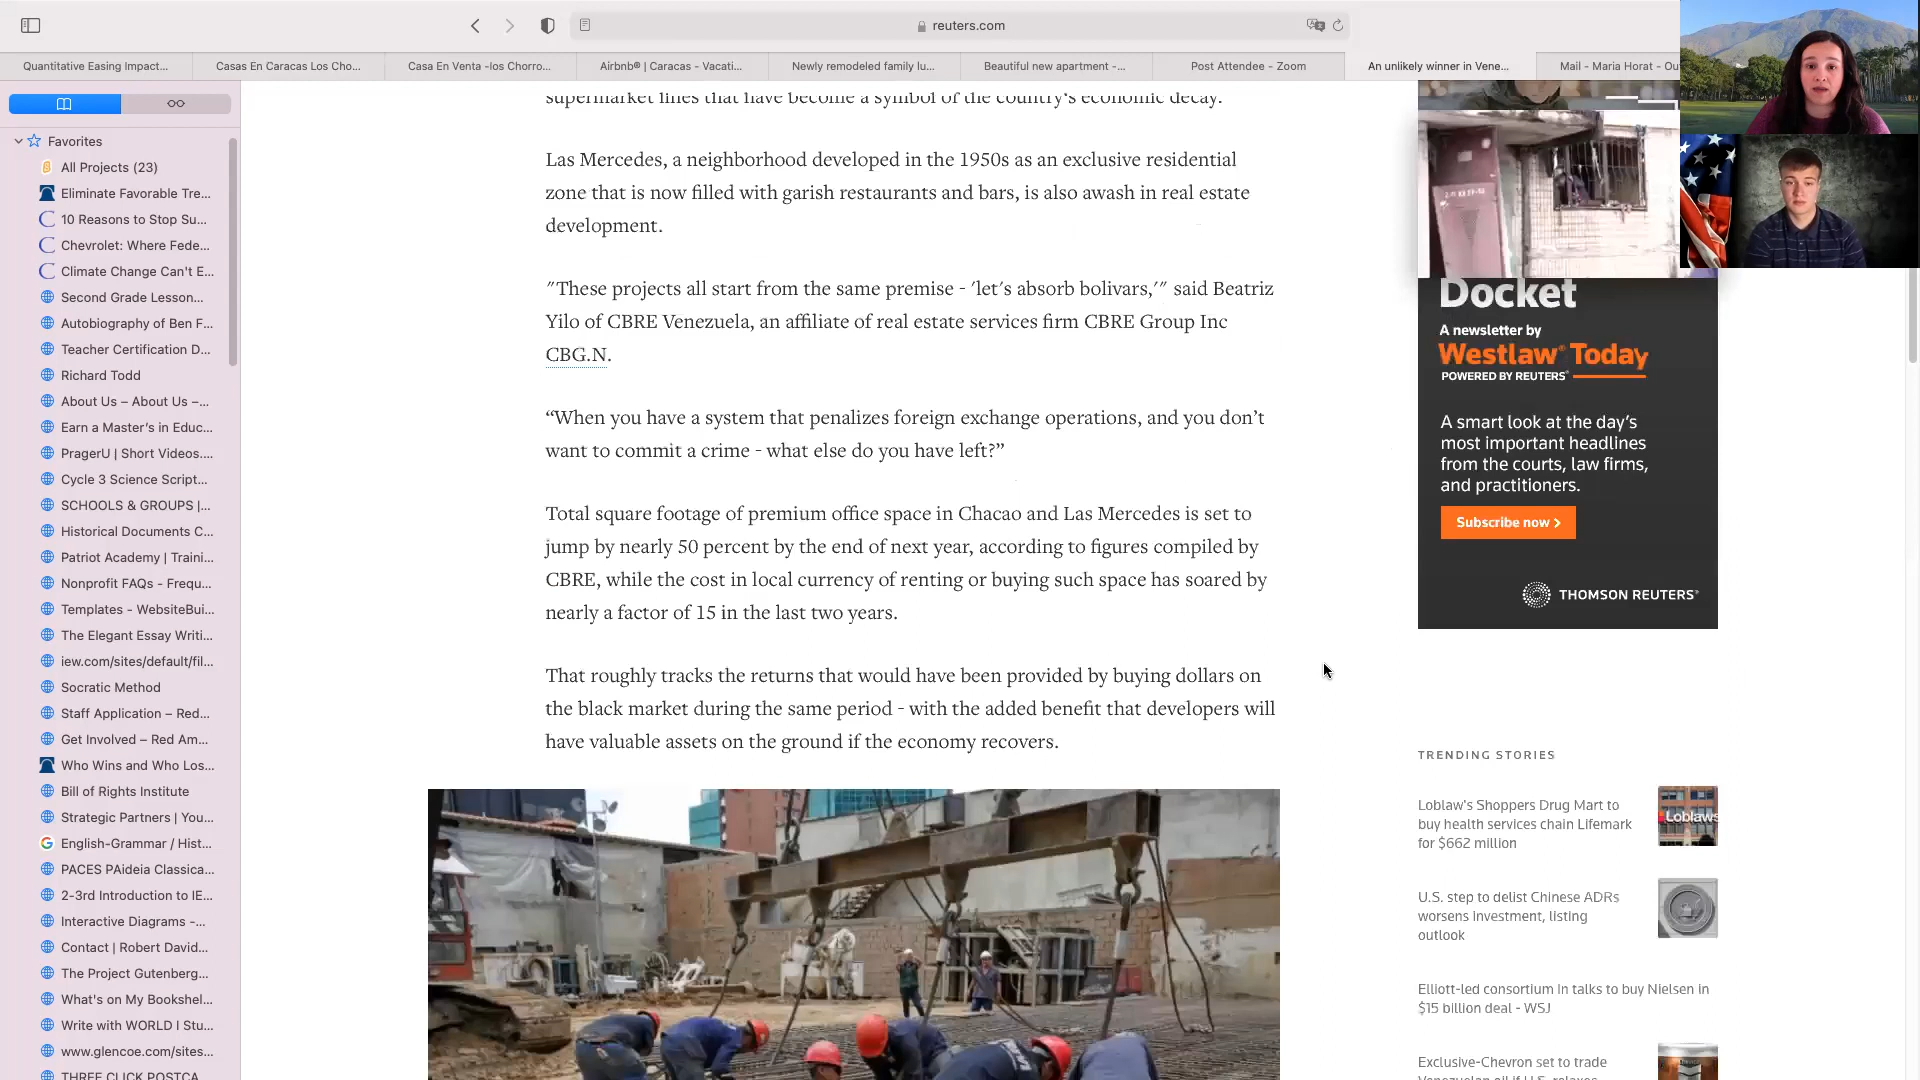 reuters.com
Quantitative Easing Impact...
Casas En Caracas Los Cho...
Casa En Venta -los Chorro...
Airbnb® | Caracas - Vacati...
Newly remodeled family lu...
Beautiful new apartment -...
Post Attendee - Zoom
An unlikely winner in Vene...
Mail - Maria Horat - Ou
Favorites
All Projects (23)
Eliminate Favorable Tre...
10 Reasons to Stop Su...
Chevrolet: Where Fede...
Climate Change Can't E...
Second Grade Lesson...
Autobiography of Ben F...
Teacher Certification D...
Richard Todd
About Us – About Us –...
Earn a Master's in Educ...
PragerU | Short Videos....
Cycle 3 Science Script...
SCHOOLS & GROUPS |...
Historical Documents C...
Patriot Academy | Traini...
Nonprofit FAQs - Frequ...
Templates - WebsiteBui...
The Elegant Essay Writi...
iew.com/sites/default/fil...
Socratic Method
Staff Application – Red...
Get Involved – Red Am...
Who Wins and Who Los...
Bill of Rights Institute
Strategic Partners | You...
English-Grammar / Hist...
PACES PAideia Classica...
2-3rd Introduction to IE...
Interactive Diagrams -...
Contact | Robert David...
The Project Gutenberg...
What's on My Bookshel...
Write with WORLD I Stu...
www.glencoe.com/sites...
THREE CLICK POSTCA
supermarket lines that have become a symbol of the country's economic decay.
Las Mercedes, a neighborhood developed in the 1950s as an exclusive residential
zone that is now filled with garish restaurants and bars, is also awash in real estate
development.
"These projects all start from the same premise - 'let's absorb bolivars,'" said Beatriz
Yilo of CBRE Venezuela, an affiliate of real estate services firm CBRE Group Inc
CBG.N.
“When you have a system that penalizes foreign exchange operations, and you don’t
want to commit a crime - what else do you have left?”
Total square footage of premium office space in Chacao and Las Mercedes is set to
jump by nearly 50 percent by the end of next year, according to figures compiled by
CBRE, while the cost in local currency of renting or buying such space has soared by
nearly a factor of 15 in the last two years.
That roughly tracks the returns that would have been provided by buying dollars on
the black market during the same period - with the added benefit that developers will
have valuable assets on the ground if the economy recovers.
Docket
A newsletter by
Westlaw Today
POWERED BY REUTERS
A smart look at the day’s
most important headlines
from the courts, law firms,
and practitioners.
Subscribe now >
THOMSON REUTERS®
TRENDING STORIES
Loblaw's Shoppers Drug Mart to
buy health services chain Lifemark
for $662 million
Loblaws
U.S. step to delist Chinese ADRs
worsens investment, listing
outlook
Elliott-led consortium in talks to buy Nielsen in
$15 billion deal - WSJ
Exclusive-Chevron set to trade
Venezuelan oil if U.S. relaxes